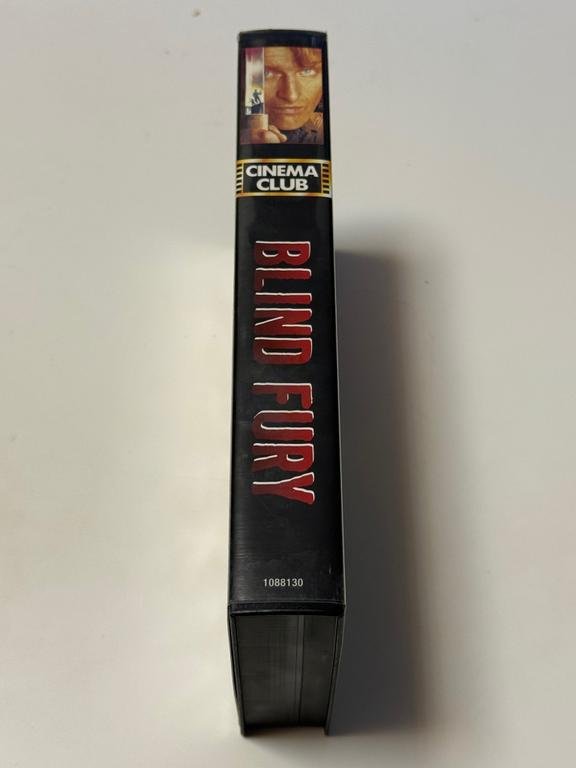 CINEMA
CLUB
BLIND FURY
1088130